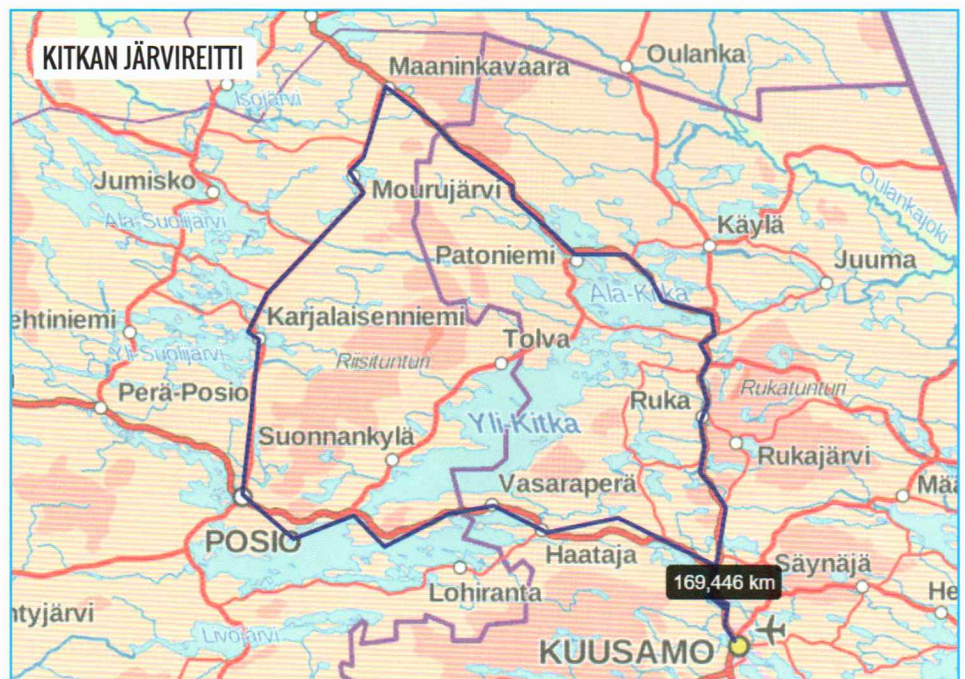 KITKAN JÄRVIREITTI
Oulanka
Maaninkavaara
Isojärvi
Jumisko
Mourujärvi
Oulankajoki
Ala-Suolijärvi
Käylä
Patoniemi
Juuma
Ala-Kitka
ehtiniemi
Karjalaisenniemi
Tolva
Yli-Suolijärvi
Riisitunturi
Perä-Posio
Rukatunturi
Ruka
Yli-Kitka
Suonnankylä
Rukajärvi
Vasaraperä
Mää
POSIO
Haataja
Säynäjä
169,446 km
Lohiranta
He
ntyjärvi
Livojärvi
KUUSAMO